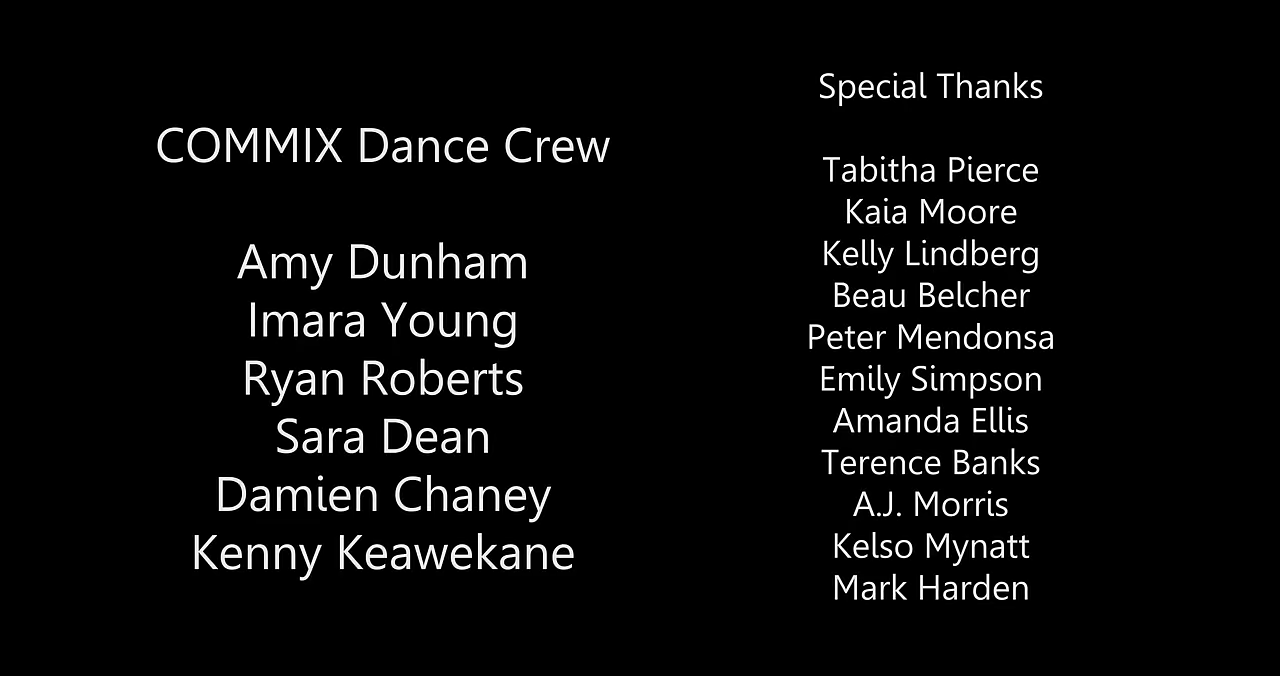 COMMIX Dance Crew
Amy Dunham
Imara Young
Ryan Roberts
Sara Dean
Damien Chaney
Kenny Keawekane
Special Thanks
Tabitha Pierce
Kaia Moore
Kelly Lindberg
Beau Belcher
Peter Mendonsa
Emily Simpson
Amanda Ellis
Terence Banks
A.J. Morris
Kelso Mynatt
Mark Harden